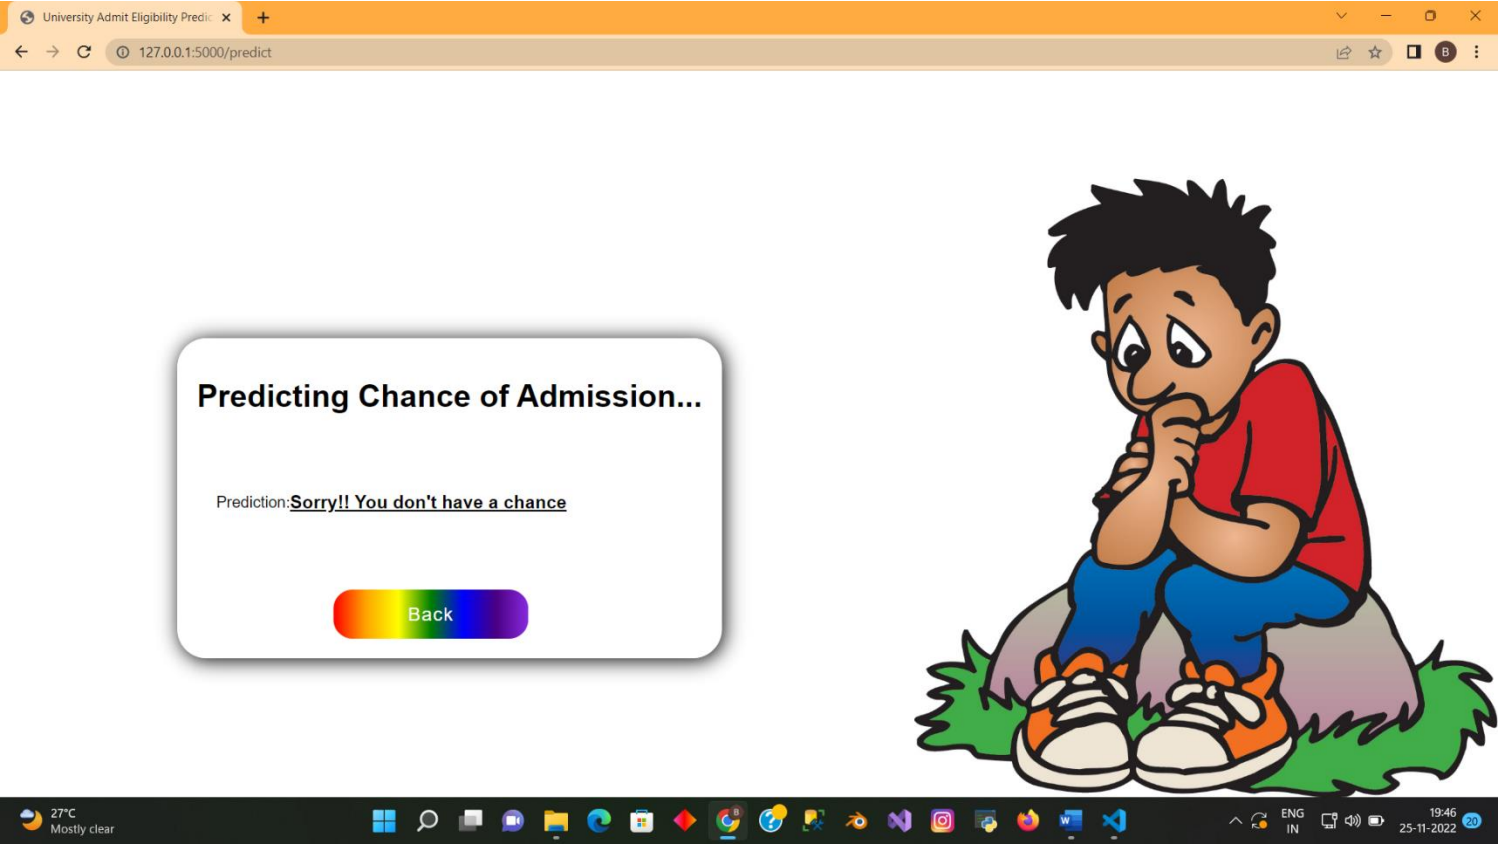 University Admit Eligibility Predic
127.0.0.1:5000/predict
B
Predicting Chance of Admission...
Prediction:Sorry!! You don't have a chance
Back
27°C
Mostly clear
B
ENG
IN
19:46
25-11-2022
20